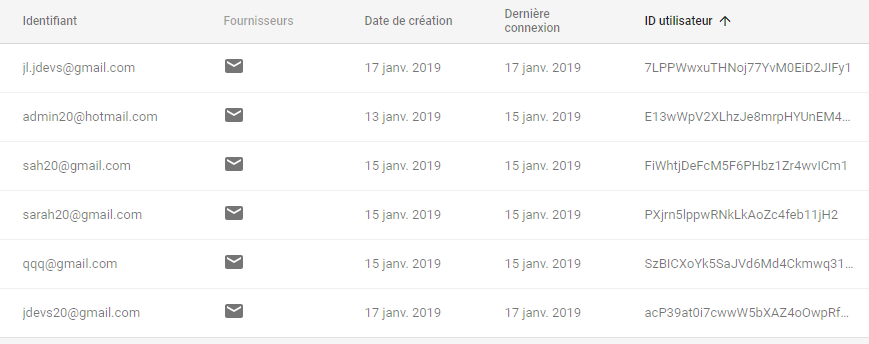 Identifiant Fournisseurs Date de création Dernière connexion ID utilisateur
jl.jdevs@gmail.com 17 janv. 2019 17 janv. 2019 7LPPWwxuTHNoj77YvM0EiD2JIFy1
admin20@hotmail.com 13 janv. 2019 15 janv. 2019 E13wWpV2XLhzJe8mrpHYUnEM4...
sah20@gmail.com 15 janv. 2019 15 janv. 2019 FiWhtjDeFcM5F6PHbz1Zr4wvICm1
sarah20@gmail.com 15 janv. 2019 15 janv. 2019 PXjrn5lppwRNkLkAoZc4feb11jH2
qqq@gmail.com 15 janv. 2019 15 janv. 2019 SzBICXoYk5SaJVd6Md4Ckmwq31...
jdevs20@gmail.com 17 janv. 2019 17 janv. 2019 acP39at0i7cwwW5bXAZ4oOwpRf...